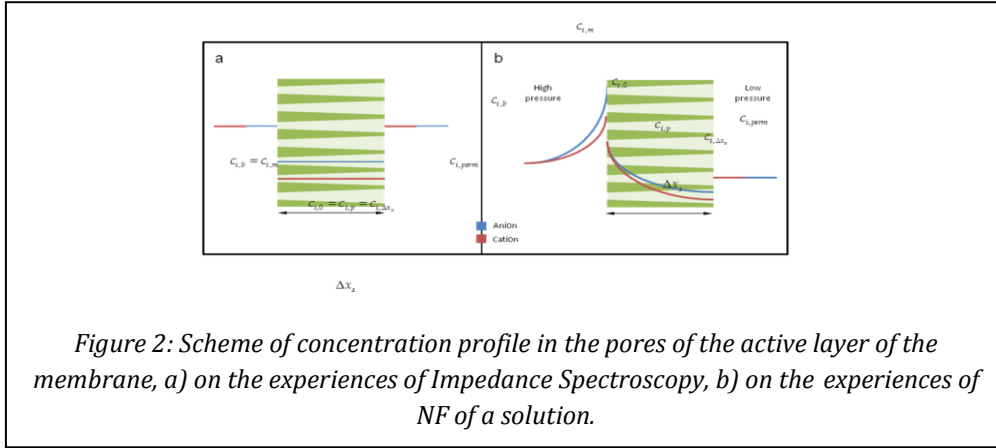 c_{i,m}
a
b
High pressure
c_{i,b}
c_{i,0}
Low pressure
c_{i,perm}
c_{i,p}
c_{i,Δx_a}
c_{i,b} = c_{i,m}
c_{i,perm}
Δx_a
c_{i,0} = c_{i,p} = c_{i,Δx_a}
Anion
Cation
Δx_a
Figure 2: Scheme of concentration profile in the pores of the active layer of the
membrane, a) on the experiences of Impedance Spectroscopy, b) on the experiences of
NF of a solution.